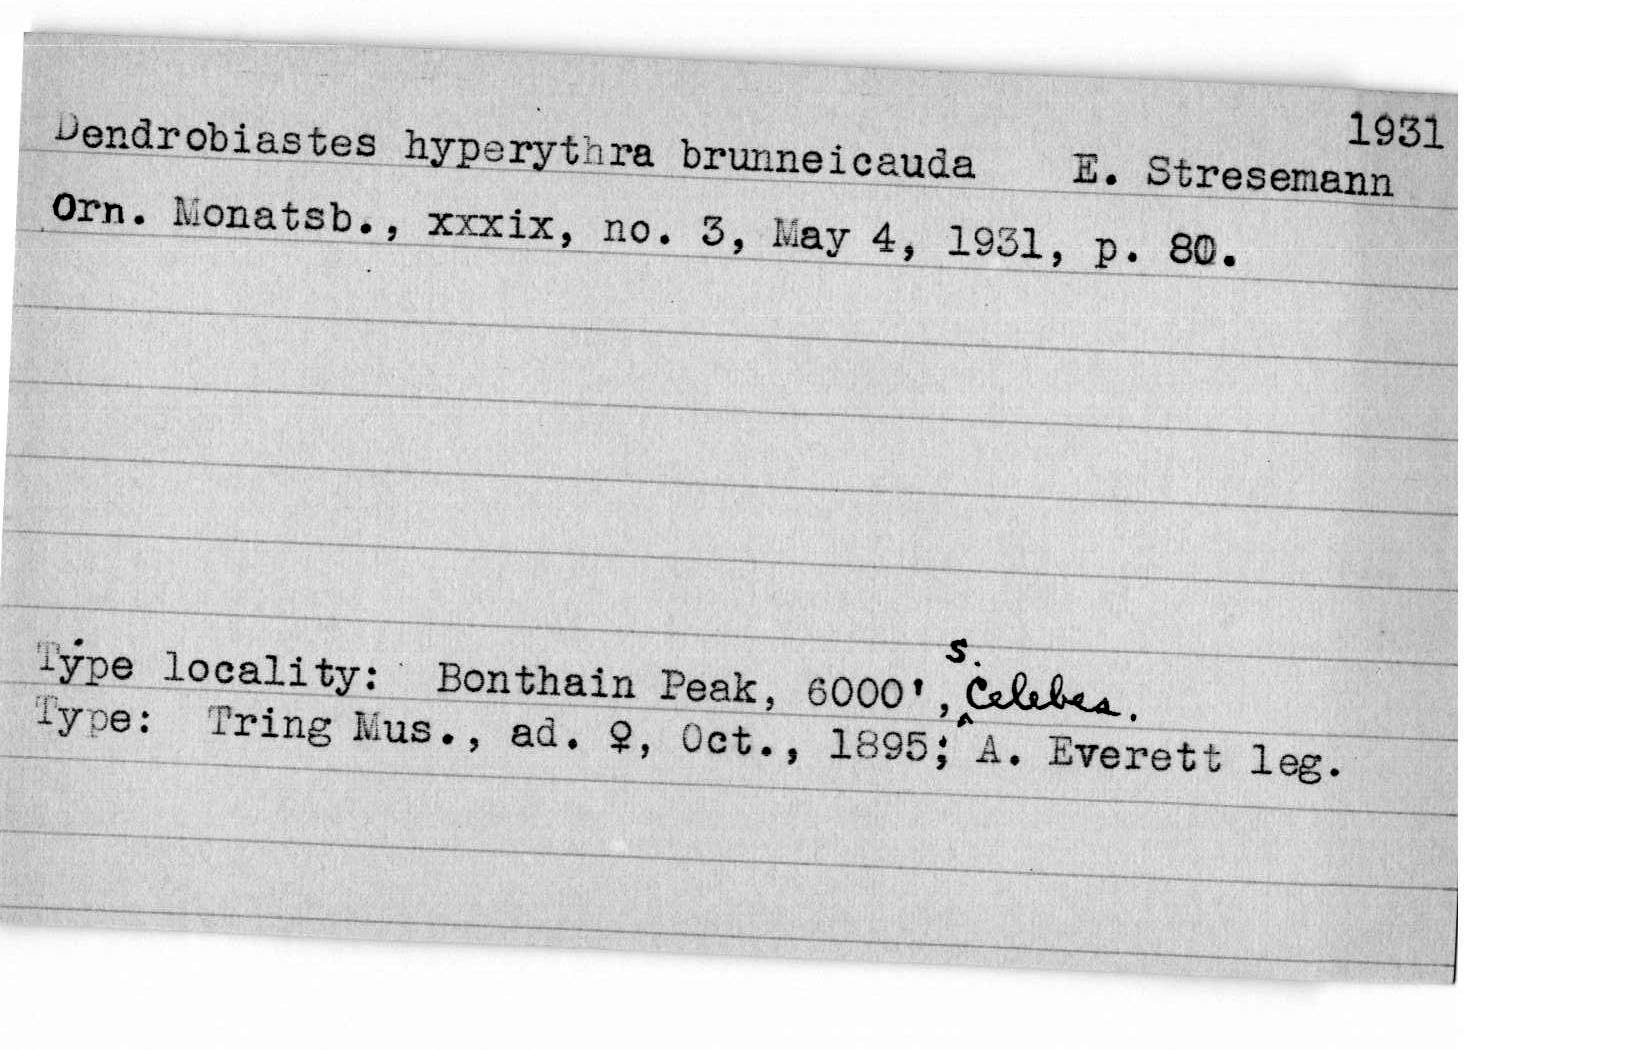 1931
Dendrobiastes hyperythra brunneicauda E. Stresemann
Orn. Monatsb., xxxix, no. 3, May 4, 1931, p. 80.
Type locality: Bonthain Peak, 6000', S. Celebes.
Type: Tring Mus., ad. ♀, Oct., 1895; A. Everett leg.